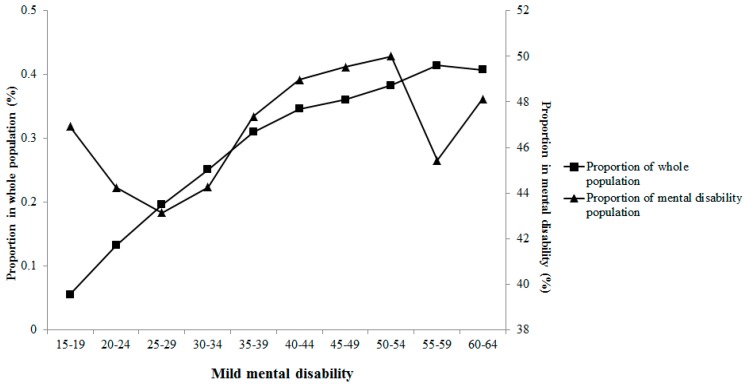 0.5
0.4
0.3
0.2
0.1
0
Proportion in whole population (%)
52
50
48
46
44
42
40
38
Proportion in mental disability (%)
Proportion of whole
population
Proportion of mental disability
population
15-19 20-24 25-29 30-34 35-39 40-44 45-49 50-54 55-59 60-64
Mild mental disability